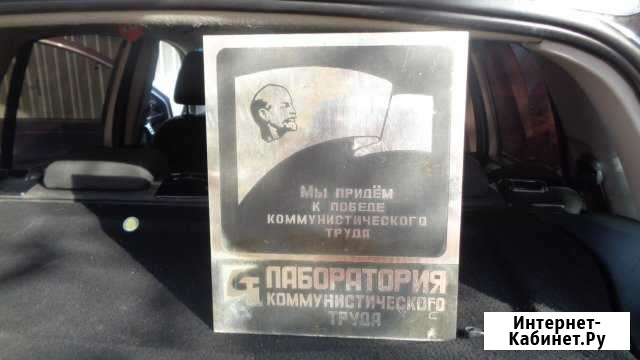 Мы придём
к победе
коммунистического
труда
ЛАБОРАТОРИЯ
КОММУНИСТИЧЕСКОГО
ТРУДА
Интернет-
Кабинет.Ру